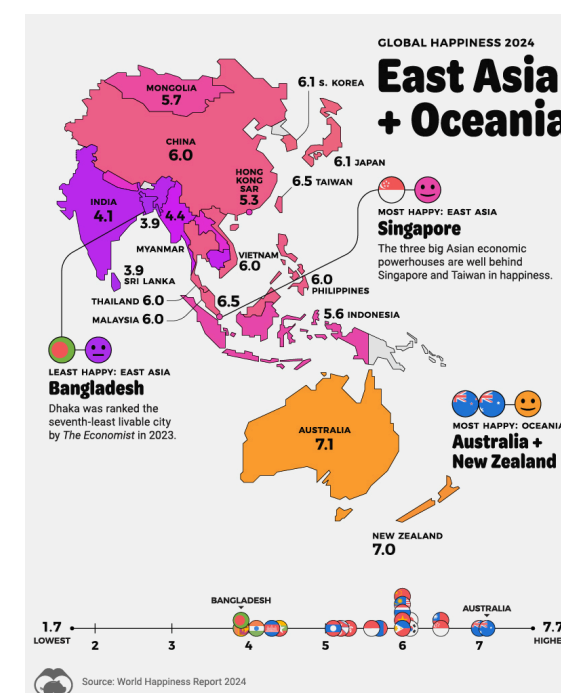 GLOBAL HAPPINESS 2024
East Asia
+ Oceania
MONGOLIA
5.7
6.1 S. KOREA
CHINA
6.0
6.1 JAPAN
HONG
KONG
SAR
5.3
6.5 TAIWAN
INDIA
4.1
3.9
4.4
MYANMAR
VIETNAM
6.0
3.9
SRI LANKA
THAILAND 6.0
MALAYSIA 6.0
6.5
6.0
PHILIPPINES
5.6 INDONESIA
MOST HAPPY: EAST ASIA
Singapore
The three big Asian economic
powerhouses are well behind
Singapore and Taiwan in happiness.
LEAST HAPPY: EAST ASIA
Bangladesh
Dhaka was ranked the
seventh-least livable city
by The Economist in 2023.
AUSTRALIA
7.1
MOST HAPPY: OCEANIA
Australia +
New Zealand
NEW ZEALAND
7.0
BANGLADESH
AUSTRALIA
1.7
LOWEST
2
3
4
5
6
7
7.7
HIGHE
Source: World Happiness Report 2024